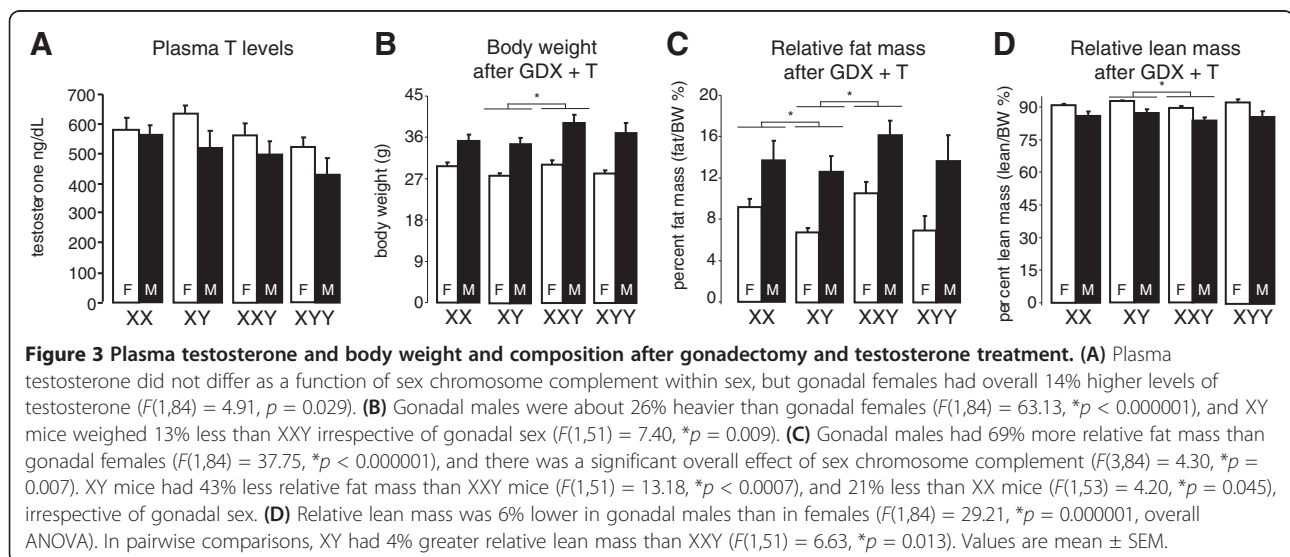 A Plasma T levels
testosterone ng/dL
700
600
500
400
300
200
100
0
F M F M F M F M
XX XY XXY XYY
B Body weight
after GDX + T
body weight (g)
45
36
27
18
9
0
*
F M F M F M F M
XX XY XXY XYY
C Relative fat mass
after GDX + T
percent fat mass (fat/BW %)
20
16
12
8
4
0
*
*
F M F M F M F M
XX XY XXY XYY
D Relative lean mass
after GDX + T
percent lean mass (lean/BW %)
90
75
60
45
30
15
0
*
F M F M F M F M
XX XY XXY XYY
Figure 3 Plasma testosterone and body weight and composition after gonadectomy and testosterone treatment. (A) Plasma
testosterone did not differ as a function of sex chromosome complement within sex, but gonadal females had overall 14% higher levels of
testosterone (F(1,84) = 4.91, p = 0.029). (B) Gonadal males were about 26% heavier than gonadal females (F(1,84) = 63.13, *p < 0.000001), and XY
mice weighed 13% less than XXY irrespective of gonadal sex (F(1,51) = 7.40, *p = 0.009). (C) Gonadal males had 69% more relative fat mass than
gonadal females (F(1,84) = 37.75, *p < 0.000001), and there was a significant overall effect of sex chromosome complement (F(3,84) = 4.30, *p =
0.007). XY mice had 43% less relative fat mass than XXY mice (F(1,51) = 13.18, *p < 0.0007), and 21% less than XX mice (F(1,53) = 4.20, *p = 0.045),
irrespective of gonadal sex. (D) Relative lean mass was 6% lower in gonadal males than in females (F(1,84) = 29.21, *p = 0.000001, overall
ANOVA). In pairwise comparisons, XY had 4% greater relative lean mass than XXY (F(1,51) = 6.63, *p = 0.013). Values are mean ± SEM.